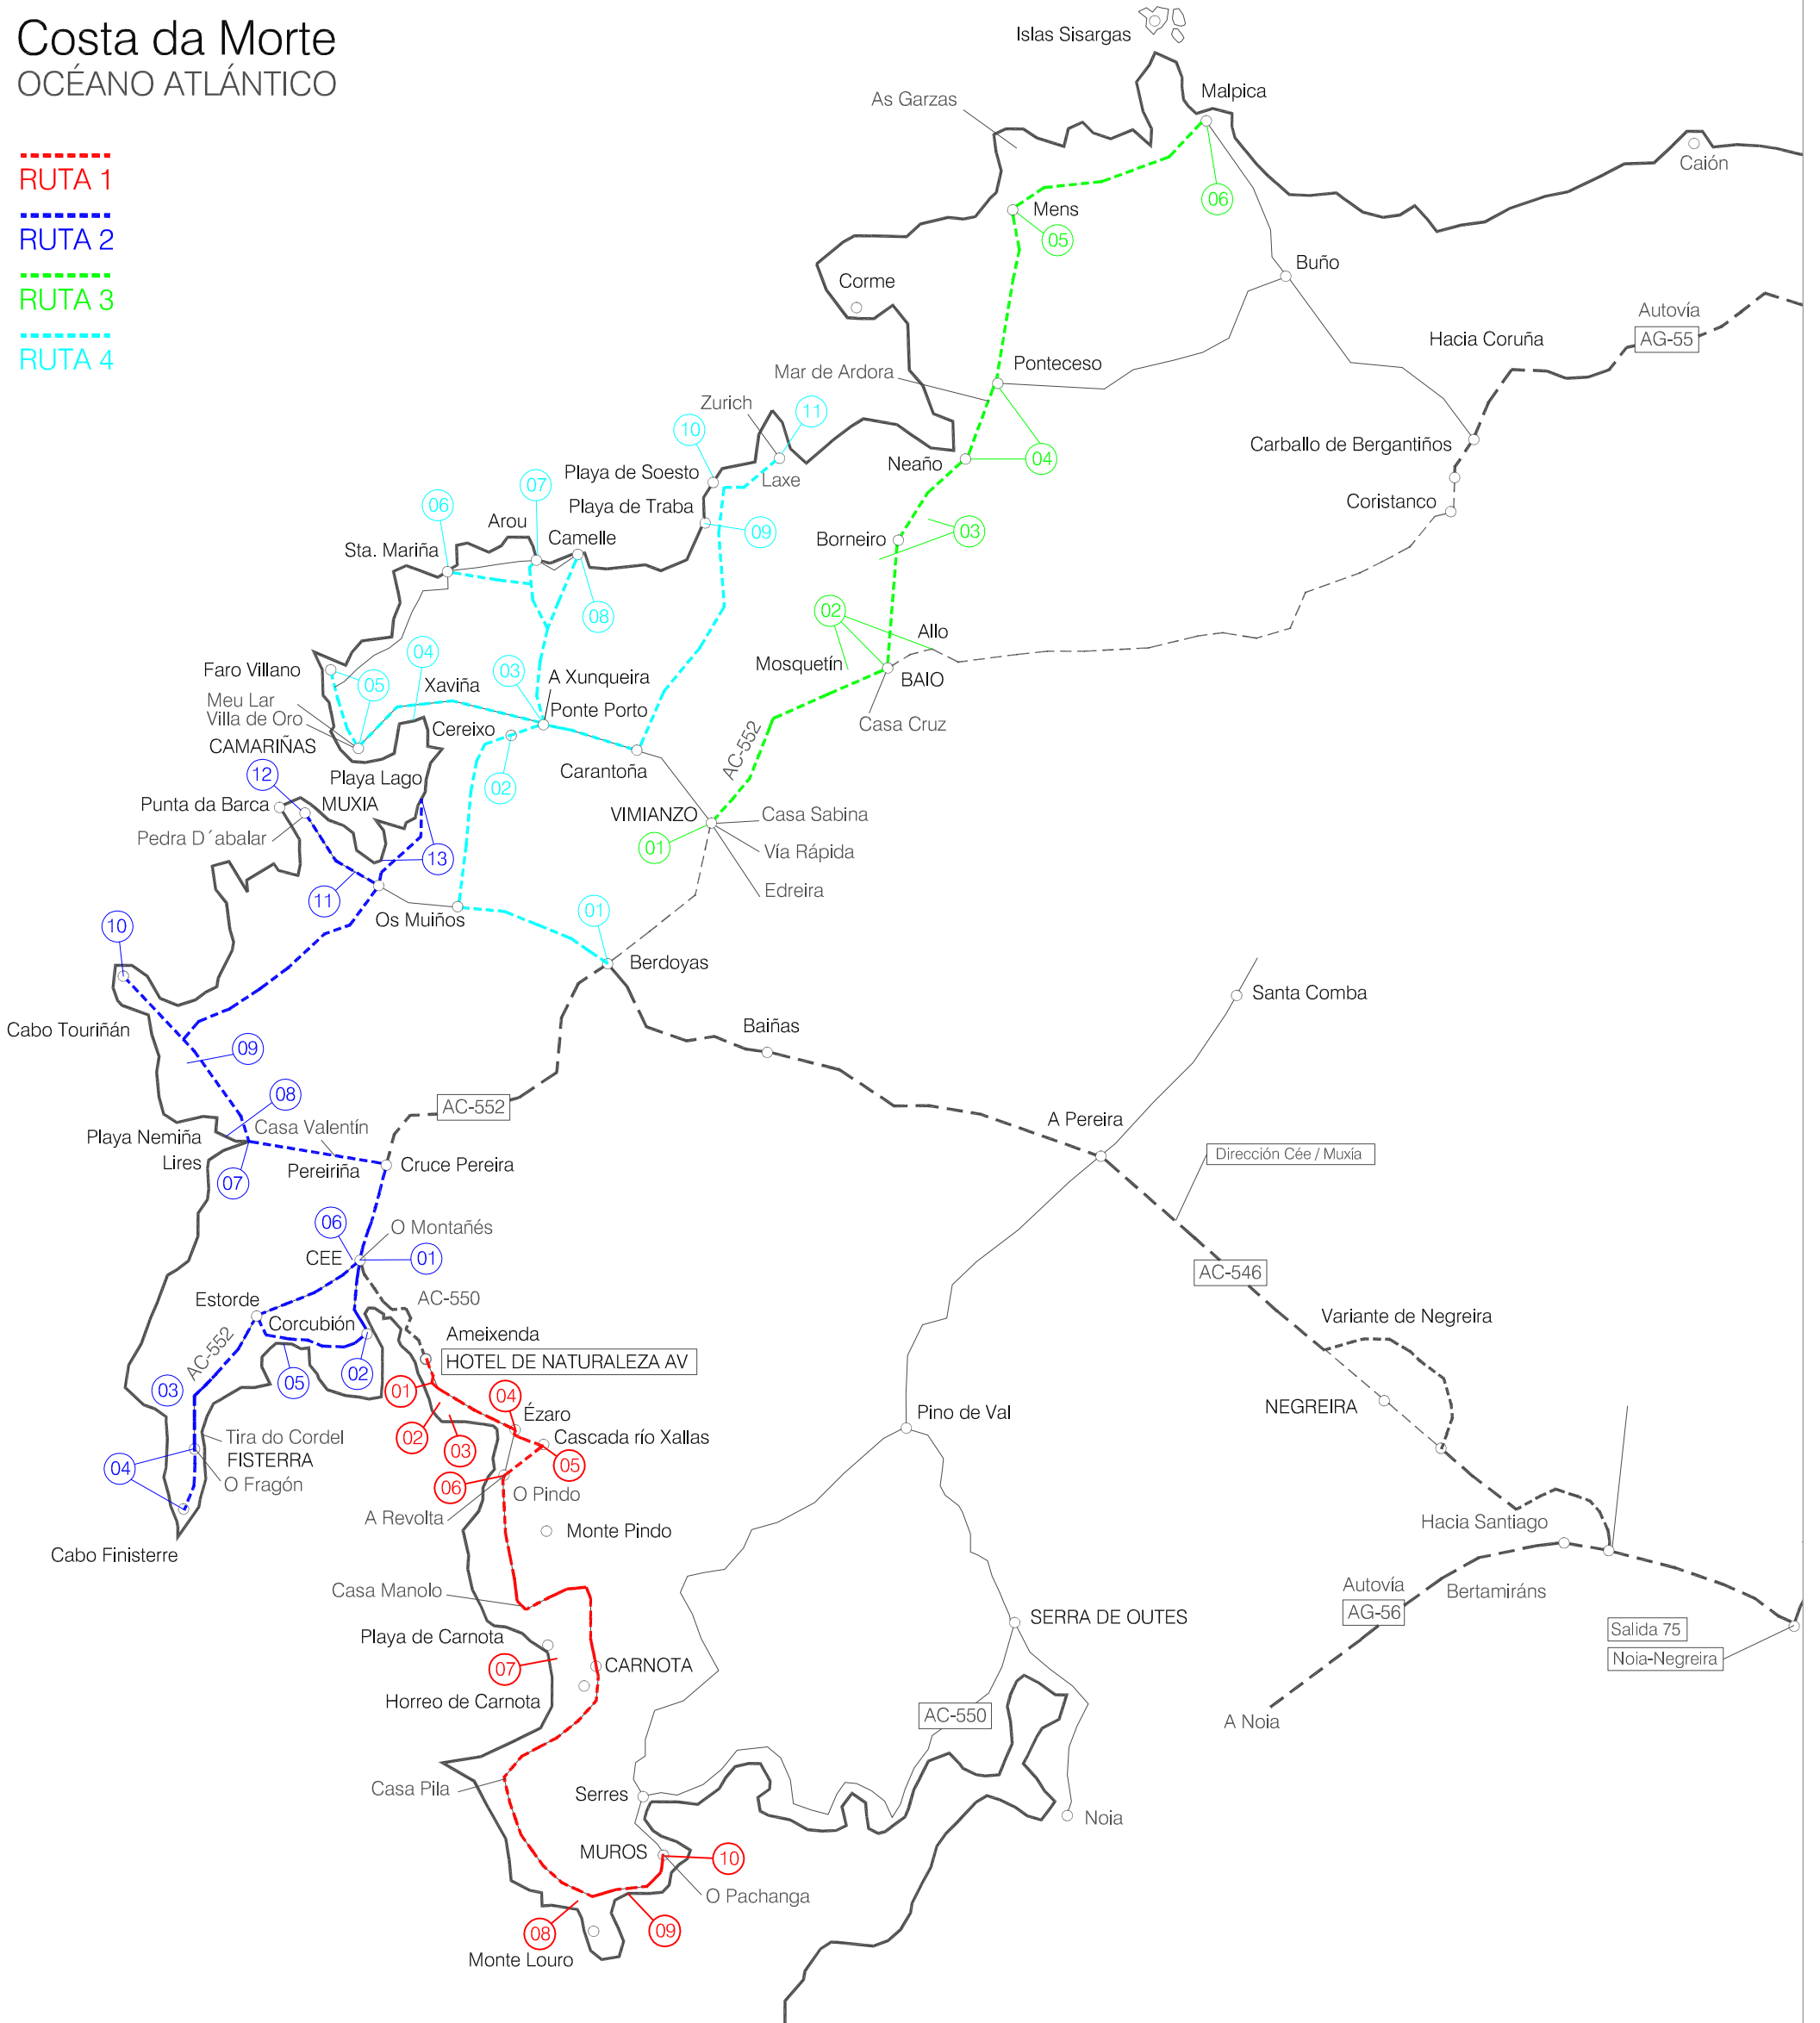 Costa da Morte
OCÉANO ATLÁNTICO
RUTA 1
RUTA 2
RUTA 3
RUTA 4
Islas Sisargas
As Garzas
Malpica
Caión
06
Mens
05
Corme
Buño
Autovía
AG-55
Hacia Coruña
Ponteceso
Mar de Ardora
Zurich
11
10
Carballo de Bergantiños
Neaño
04
Playa de Soesto
Laxe
07
06
Playa de Traba
09
Coristanco
Arou
Camelle
Borneiro
03
Sta. Mariña
08
02
Allo
04
Mosquetín
Faro Villano
03
A Xunqueira
BAIO
05
Xaviña
Meu Lar
Villa de Oro
Ponte Porto
Casa Cruz
Cereixo
CAMARIÑAS
AC-552
12
Playa Lago
Carantoña
02
Punta da Barca
MUXIA
VIMIANZO
Casa Sabina
Pedra D´abalar
01
Vía Rápida
13
Edreira
11
01
Os Muiños
10
Berdoyas
Santa Comba
Cabo Touriñán
Baiñas
09
08
AC-552
A Pereira
Casa Valentín
Playa Nemiña
Dirección Cée / Muxía
Lires
Pereiriña
Cruce Pereira
07
06
O Montañés
CEE
01
AC-546
Estorde
AC-550
Variante de Negreira
Corcubión
Ameixenda
AC-552
HOTEL DE NATURALEZA AV
02
03
05
01
04
NEGREIRA
Ézaro
Pino de Val
Tira do Cordel
02
03
Cascada río Xallas
FISTERRA
04
05
O Fragón
06
O Pindo
A Revolta
Monte Pindo
Hacia Santiago
Cabo Finisterre
Autovía
Bertamiráns
Casa Manolo
AG-56
SERRA DE OUTES
Salida 75
Playa de Carnota
Noia-Negreira
07
CARNOTA
Horreo de Carnota
AC-550
A Noia
Casa Pila
Serres
Noia
MUROS
10
O Pachanga
08
09
Monte Louro